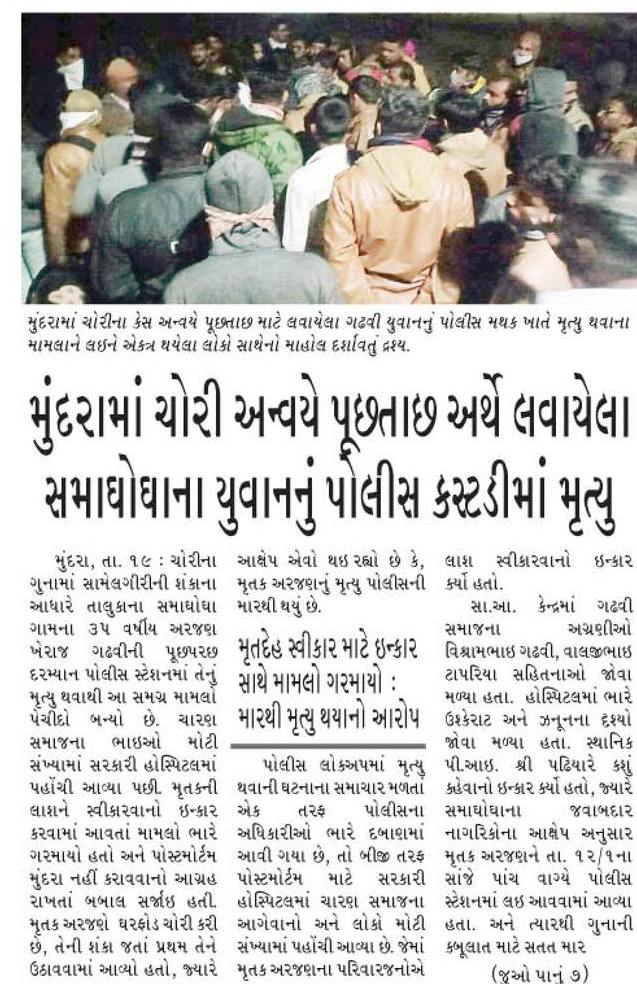 મુંદરામાં ચોરીના કેસ અન્વયે પૂછતાછ માટે લવાયેલા ગઢવી યુવાનનું પોલીસ મથક ખાતે મૃત્યુ થવાના
મામલાને લઇને એકત્ર થયેલા લોકો સાથેનો માહોલ દર્શાવતું દ્રશ્ય.
મુંદરામાં ચોરી અન્વયે પૂછતાછ અર્થે લવાયેલા
સમાઘોઘાના યુવાનનું પોલીસ કસ્ટડીમાં મૃત્યુ
મુંદરા, તા. ૧૯ : ચોરીના
ગુનામાં સામેલગીરીની શંકાના
આધારે તાલુકાના સમાઘોઘા
ગામના ૩૫ વર્ષીય અરજણ
ખેરાજ ગઢવીની પૂછપરછ
દરમ્યાન પોલીસ સ્ટેશનમાં તેનું
મૃત્યુ થવાથી આ સમગ્ર મામલો
પેચીદો બન્યો છે. ચારણ
સમાજના ભાઇઓ મોટી
સંખ્યામાં સરકારી હોસ્પિટલમાં
પહોંચી આવ્યા પછી. મૃતકની
લાશને સ્વીકારવાનો ઇન્કાર
કરવામાં આવતાં મામલો ભારે
ગરમાયો હતો અને પોસ્ટમોર્ટમ
મુંદરા નહીં કરાવવાનો આગ્રહ
રાખતાં બબાલ સર્જાઇ હતી.
મૃતક અરજણે ઘરફોડ ચોરી કરી
છે, તેની શંકા જતાં પ્રથમ તેને
ઉઠાવવામાં આવ્યો હતો, જ્યારે
આક્ષેપ એવો થઇ રહ્યો છે કે,
મૃતક અરજણનું મૃત્યુ પોલીસની
મારથી થયું છે.
મૃતદેહ સ્વીકાર માટે ઇન્કાર
સાથે મામલો ગરમાયો :
મારથી મૃત્યુ થયાનો આરોપ
પોલીસ લોકઅપમાં મૃત્યુ
થવાની ઘટનાના સમાચાર મળતાં
એક તરફ પોલીસના
અધિકારીઓ ભારે દબાણમાં
આવી ગયા છે, તો બીજી તરફ
પોસ્ટમોર્ટમ માટે સરકારી
હોસ્પિટલમાં ચારણ સમાજના
આગેવાનો અને લોકો મોટી
સંખ્યામાં પહોંચી આવ્યા છે. જેમાં
મૃતક અરજણના પરિવારજનોએ
લાશ સ્વીકારવાનો ઇન્કાર
કર્યો હતો.
સા.આ. કેન્દ્રમાં ગઢવી
સમાજના અગ્રણીઓ
વિશ્રામભાઇ ગઢવી, વાલજીભાઇ
ટાપરિયા સહિતનાઓ જોવા
મળ્યા હતા. હોસ્પિટલમાં ભારે
ઉશ્કેરાટ અને ઝનૂનના દૃશ્યો
જોવા મળ્યા હતા. સ્થાનિક
પી.આઇ. શ્રી પઢિયારે કશું
કહેવાનો ઇન્કાર કર્યો હતો, જ્યારે
સમાઘોઘાના જવાબદાર
નાગરિકોના આક્ષેપ અનુસાર
મૃતક અરજણને તા. ૧૨/૧ના
સાંજે પાંચ વાગ્યે પોલીસ
સ્ટેશનમાં લઇ આવવામાં આવ્યા
હતા. અને ત્યારથી ગુનાની
કબૂલાત માટે સતત માર
(જુઓ પાનું ૭)